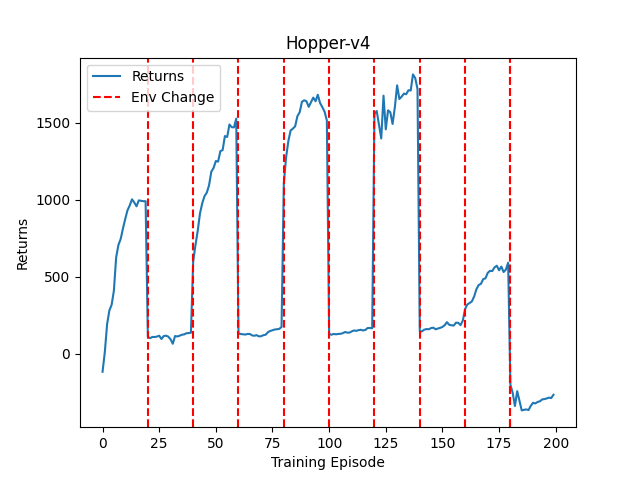 Hopper-v4
Returns
Env Change
1500
1000
500
0
Returns
0 25 50 75 100 125 150 175 200
Training Episode